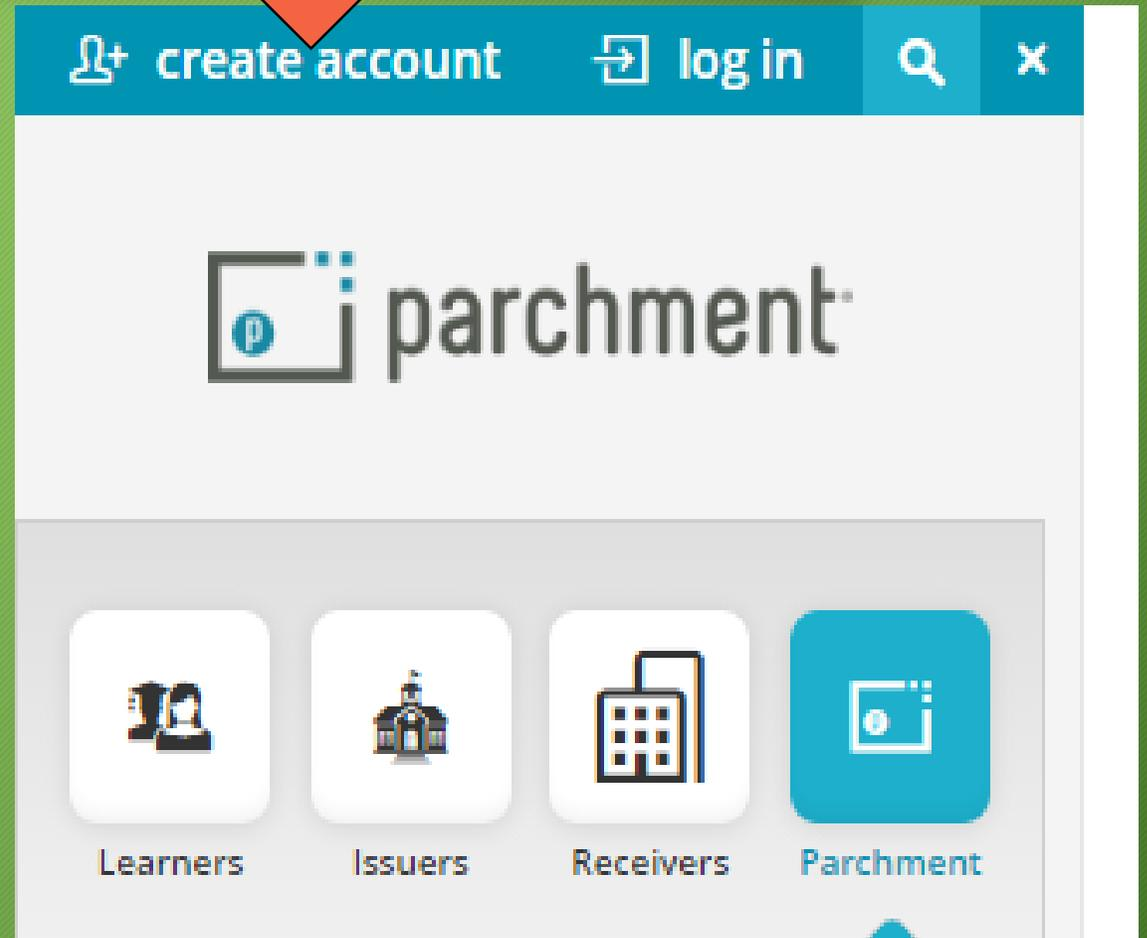 create account log in ×
p parchment
Learners Issuers Receivers Parchment